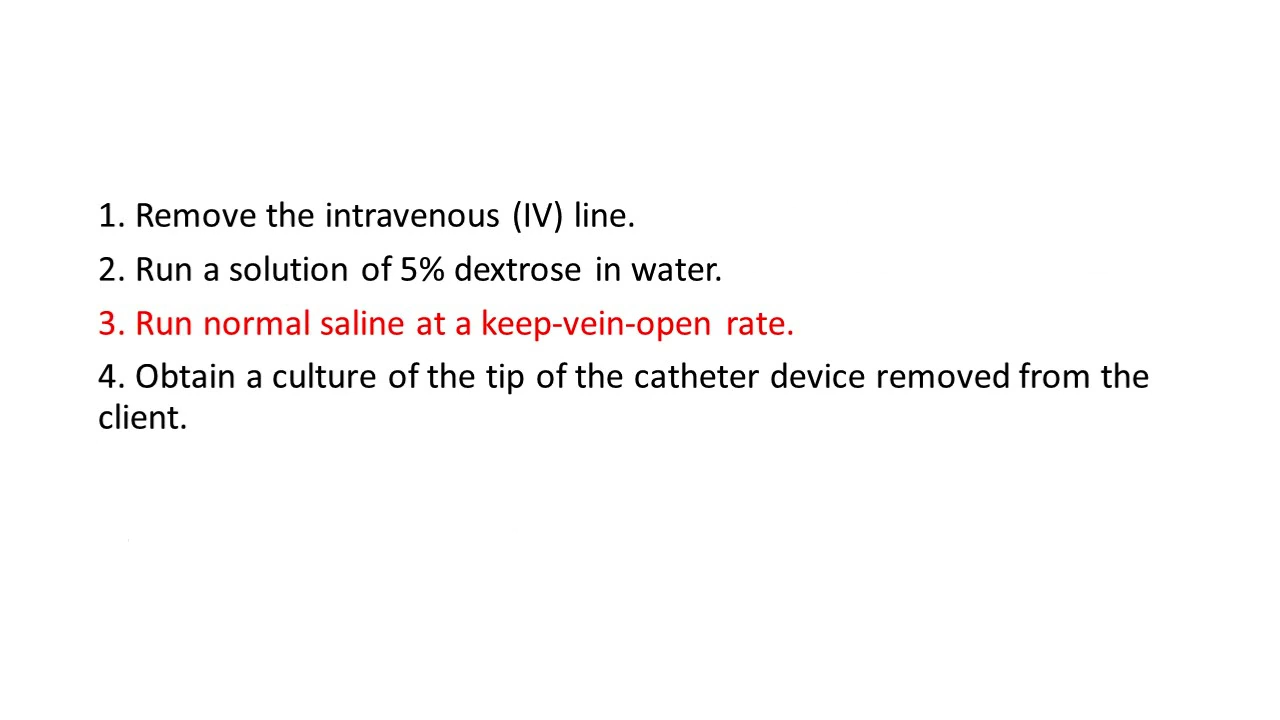 1. Remove the intravenous (IV) line.
2. Run a solution of 5% dextrose in water.
3. Run normal saline at a keep-vein-open rate.
4. Obtain a culture of the tip of the catheter device removed from the
client.